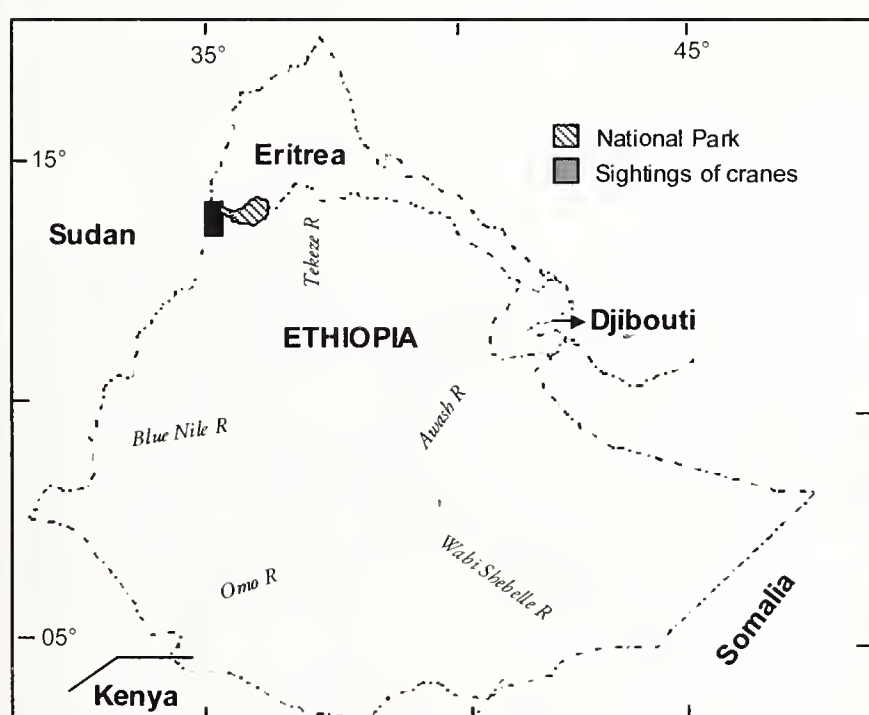 35°
45°
National Park
Sightings of cranes
15°
Eritrea
Sudan
Tekeze R
Djibouti
ETHIOPIA
Awash R
Blue Nile R
Wabi Shebelle R
Omo R
Somalia
05°
Kenya